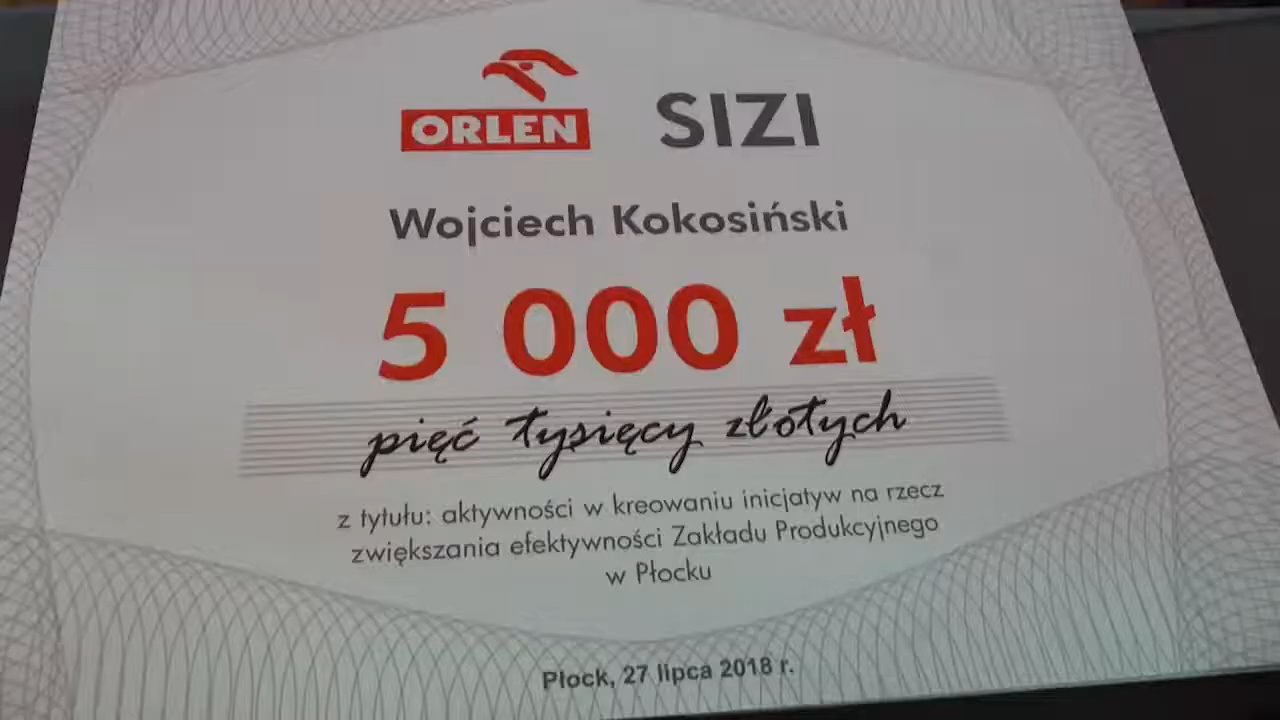 ORLEN SIZI
Wojciech Kokosiński
5 000 zł
pięć tysięcy złotych
z tytułu: aktywności w kreowaniu inicjatyw na rzecz
zwiększania efektywności Zakładu Produkcyjnego
w Płocku
Płock, 27 lipca 2018 r.